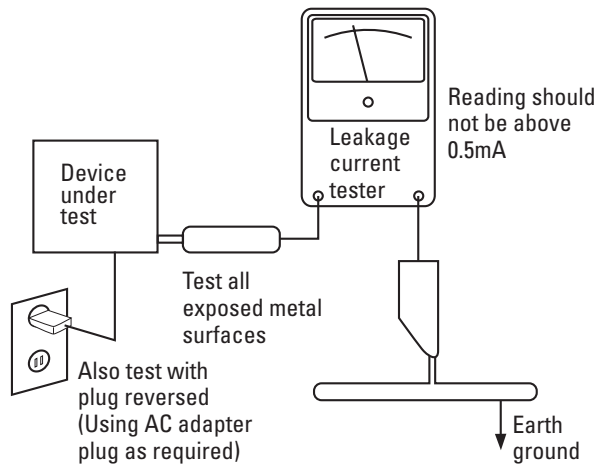 Leakage
current
tester
Reading should
not be above
0.5mA
Device
under
test
Test all
exposed metal
surfaces
Also test with
plug reversed
(Using AC adapter
plug as required)
Earth
ground